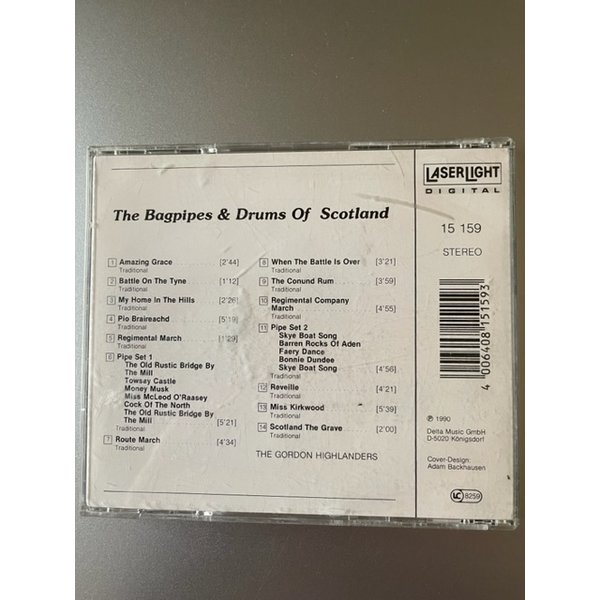 LASERLIGHT
DIGITAL
The Bagpipes & Drums Of Scotland
15 159
STEREO
1 Amazing Grace [2'44]
Traditional
2 Battle On The Tyne [1'12]
Traditional
3 My Home In The Hills [2'26]
Traditional
4 Pio Braireachd [5'19]
Traditional
5 Regimental March [1'29]
Traditional
6 Pipe Set 1
The Old Rustic Bridge By
The Mill
Towsay Castle
Money Musk
Miss McLeod O'Raasey
Cock Of The North
The Old Rustic Bridge By
The Mill [5'21]
Traditional
7 Route March [4'34]
Traditional
8 When The Battle Is Over [3'21]
Traditional
9 The Conund Rum [3'59]
Traditional
10 Regimental Company
March [4'55]
Traditional
11 Pipe Set 2
Skye Boat Song
Barren Rocks Of Aden
Faery Dance
Bonnie Dundee
Skye Boat Song [4'56]
Traditional
12 Reveille [4'21]
Traditional
13 Miss Kirkwood [5'39]
Traditional
14 Scotland The Grave [2'00]
Traditional
THE GORDON HIGHLANDERS
4 006408 151593
℗ 1990
Delta Music GmbH
D-5020 Königsdorf
Cover-Design:
Adam Backhausen
LC 8259